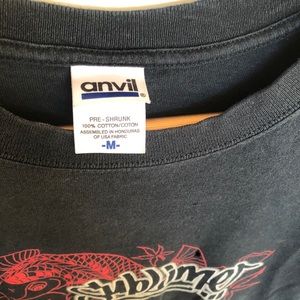 anvil®
PRE-SHRUNK
100% COTTON/COTON
ASSEMBLED IN HONDURAS
OF USA FABRIC
-M-
Sublime